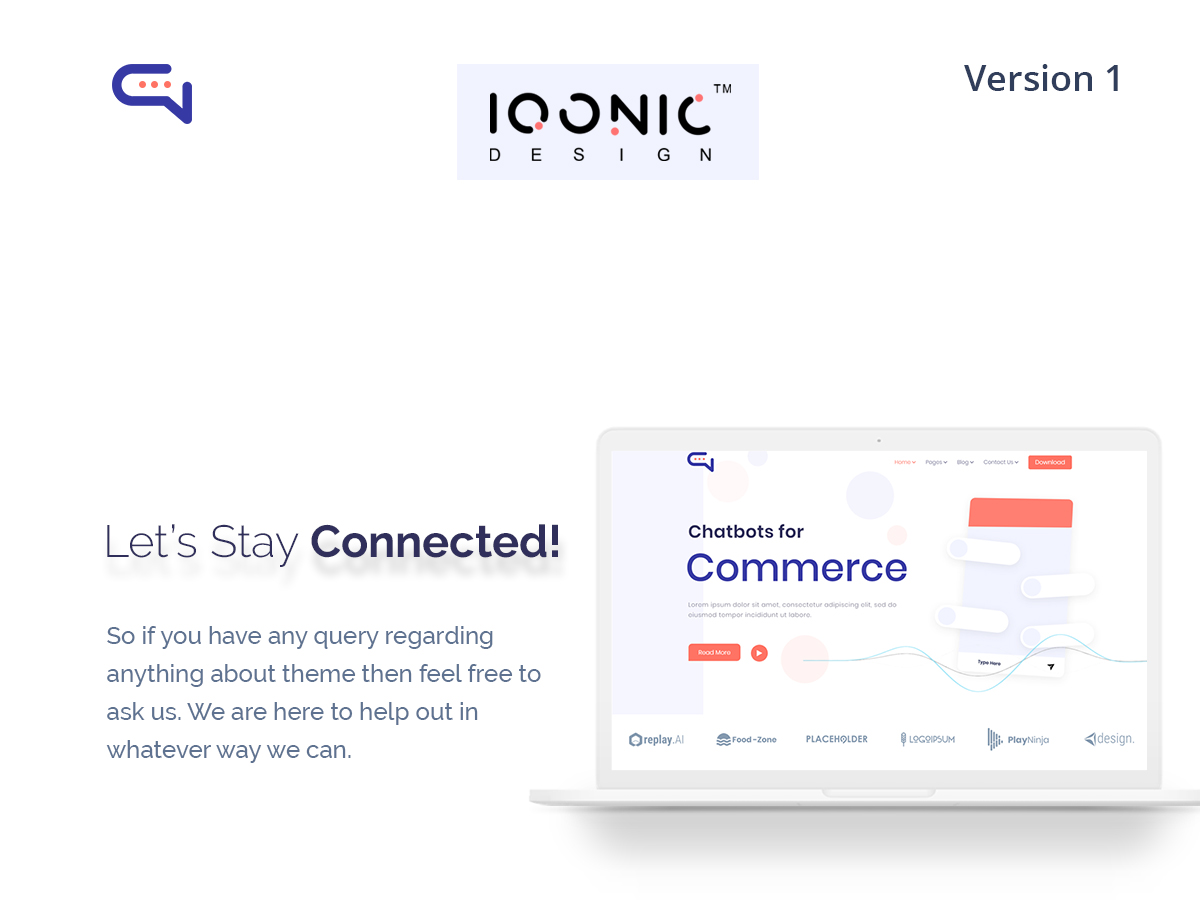 IQONIC TM
DESIGN
Version 1
Let's Stay Connected!
So if you have any query regarding
anything about theme then feel free to
ask us. We are here to help out in
whatever way we can.
Home Pages Blog Contact Us Download
Chatbots for
Commerce
Lorem ipsum dolor sit amet, consectetur adipiscing elit, sed do
eiusmod tempor incididunt ut labore.
Read More
Type Here
replay.AI Food-Zone PLACEHOLDER LOGOIPSUM PlayNinja design.